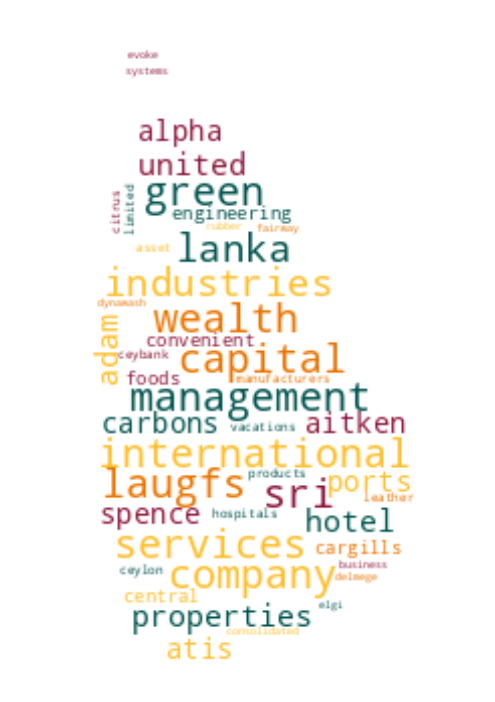 evoke
systems
alpha
united
citrus
limited
green
engineering
rubber
fairway
asset
lanka
industries
dynawash
wealth
adam
convenient
ceybank
capital
foods
manufacturers
management
carbons
vacations
aitken
international
laugfs
products
sri
ports
leather
spence
hospitals
hotel
services
cargills
ceylon
company
business
delmege
central
elgi
properties
consolidated
atis